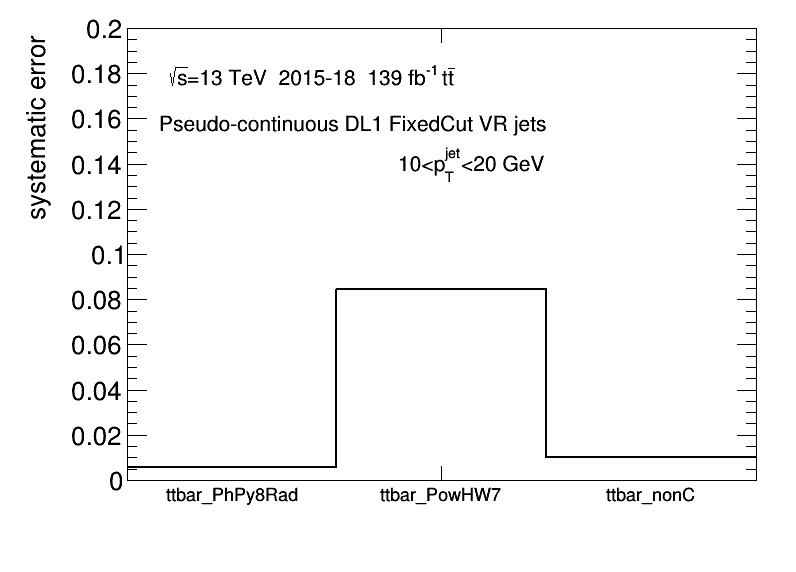 systematic error
0.2
0.18
0.16
0.14
0.12
0.1
0.08
0.06
0.04
0.02
0
√s=13 TeV 2015-18 139 fb⁻¹ tt̄
Pseudo-continuous DL1 FixedCut VR jets
10<p_T^jet<20 GeV
ttbar_PhPy8Rad ttbar_PowHW7 ttbar_nonC